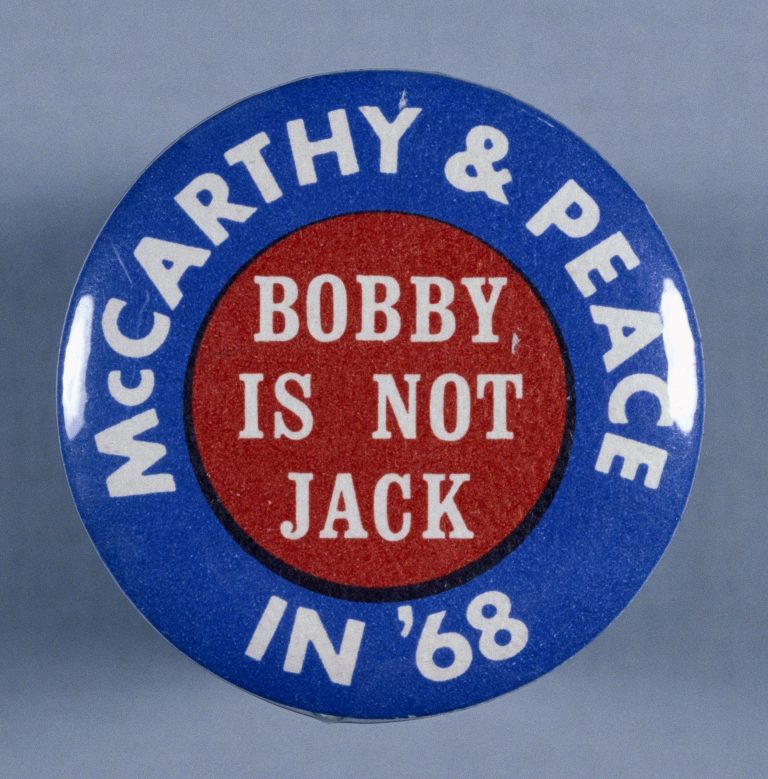 McCARTHY & PEACE
BOBBY
IS NOT
JACK
IN '68